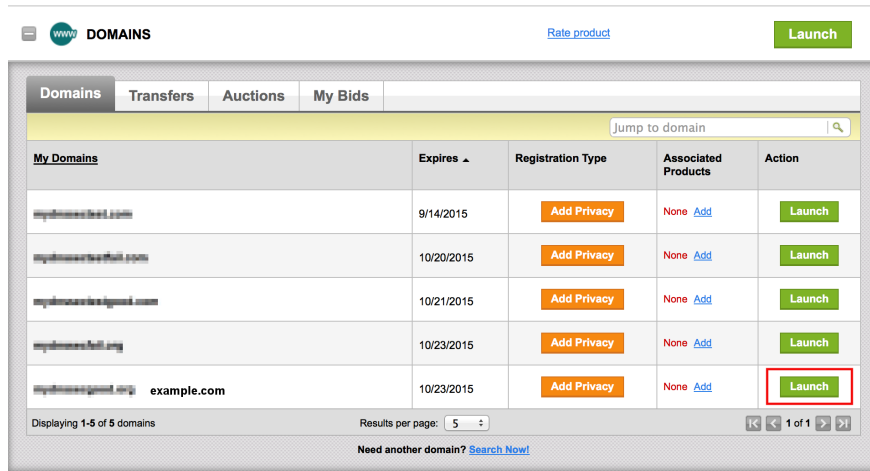 WWW DOMAINS Rate product Launch
Domains Transfers Auctions My Bids
Jump to domain
My Domains Expires Registration Type Associated Products Action
9/14/2015 Add Privacy None Add Launch
10/20/2015 Add Privacy None Add Launch
10/21/2015 Add Privacy None Add Launch
10/23/2015 Add Privacy None Add Launch
example.com 10/23/2015 Add Privacy None Add Launch
Displaying 1-5 of 5 domains Results per page: 5 1 of 1
Need another domain? Search Now!